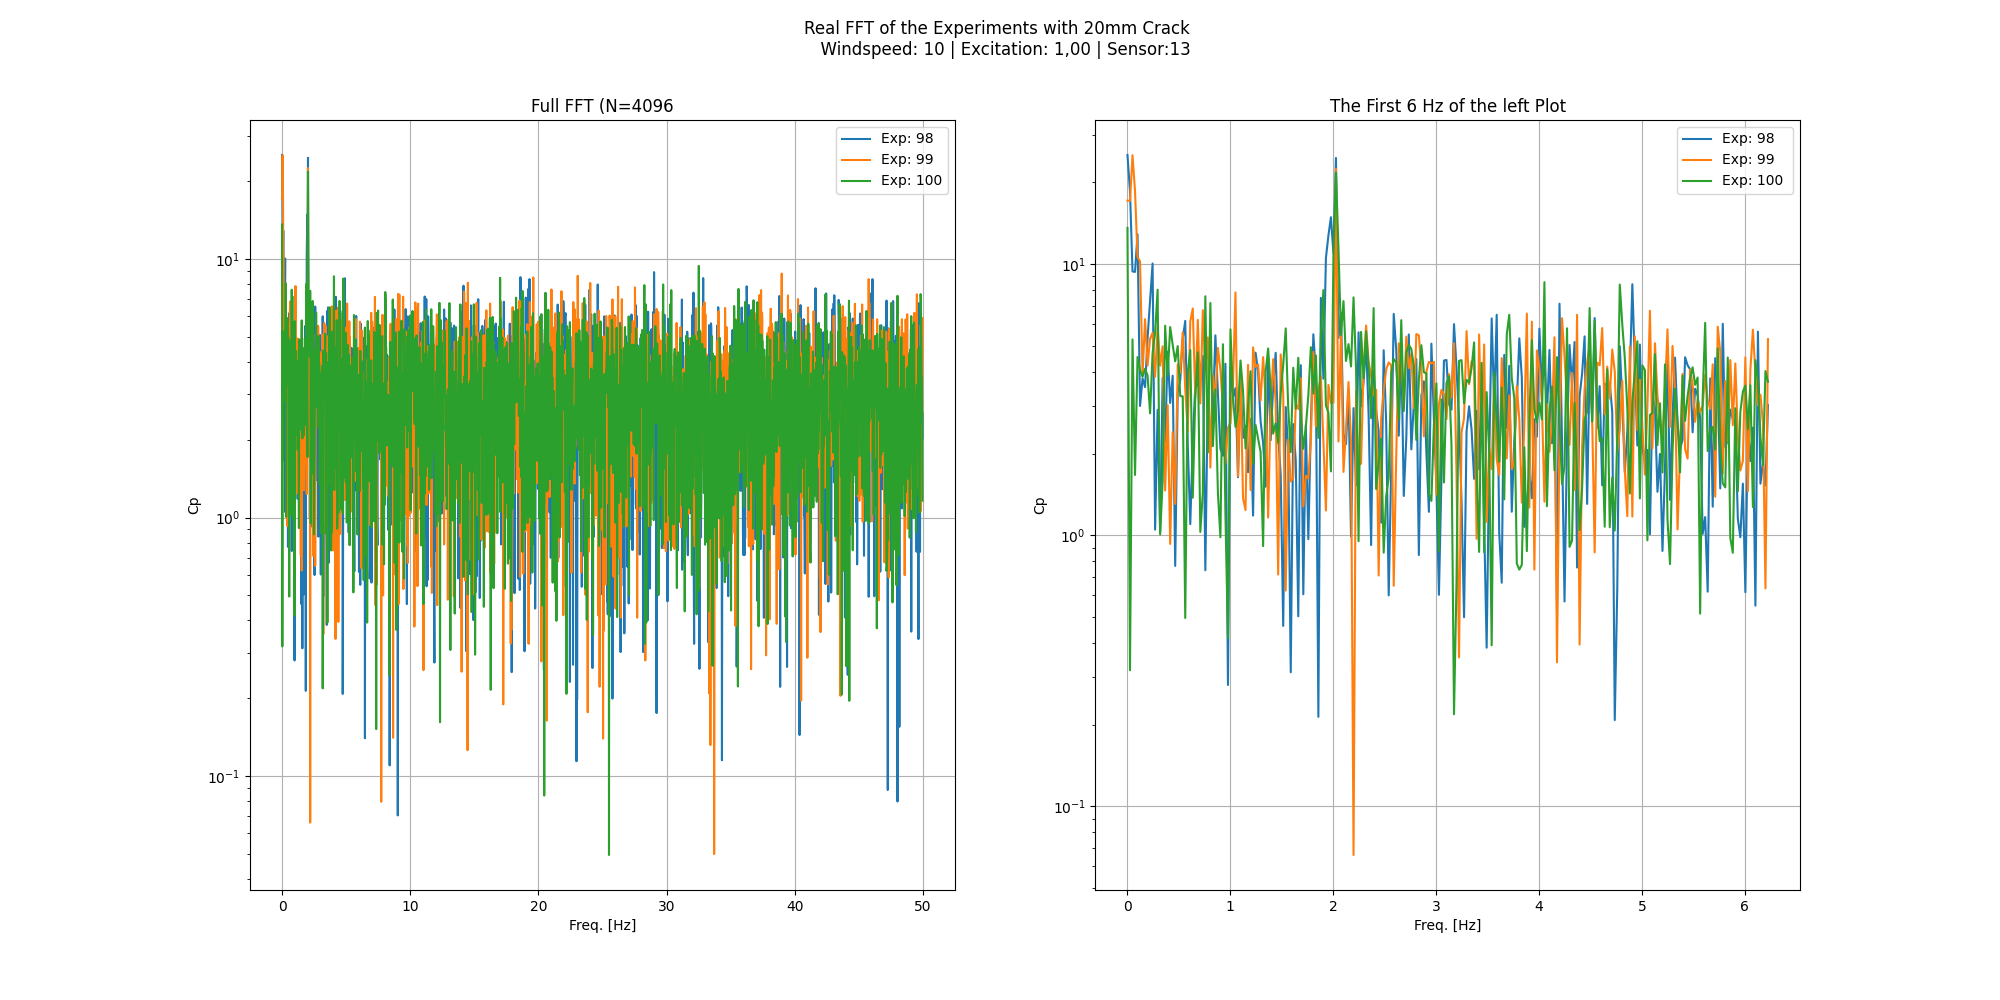 Real FFT of the Experiments with 20mm Crack
Windspeed: 10 | Excitation: 1,00 | Sensor:13
Full FFT (N=4096
Cp
10¹
10⁰
10⁻¹
0 10 20 30 40 50
Freq. [Hz]
Exp: 98
Exp: 99
Exp: 100
The First 6 Hz of the left Plot
Cp
10¹
10⁰
10⁻¹
0 1 2 3 4 5 6
Freq. [Hz]
Exp: 98
Exp: 99
Exp: 100